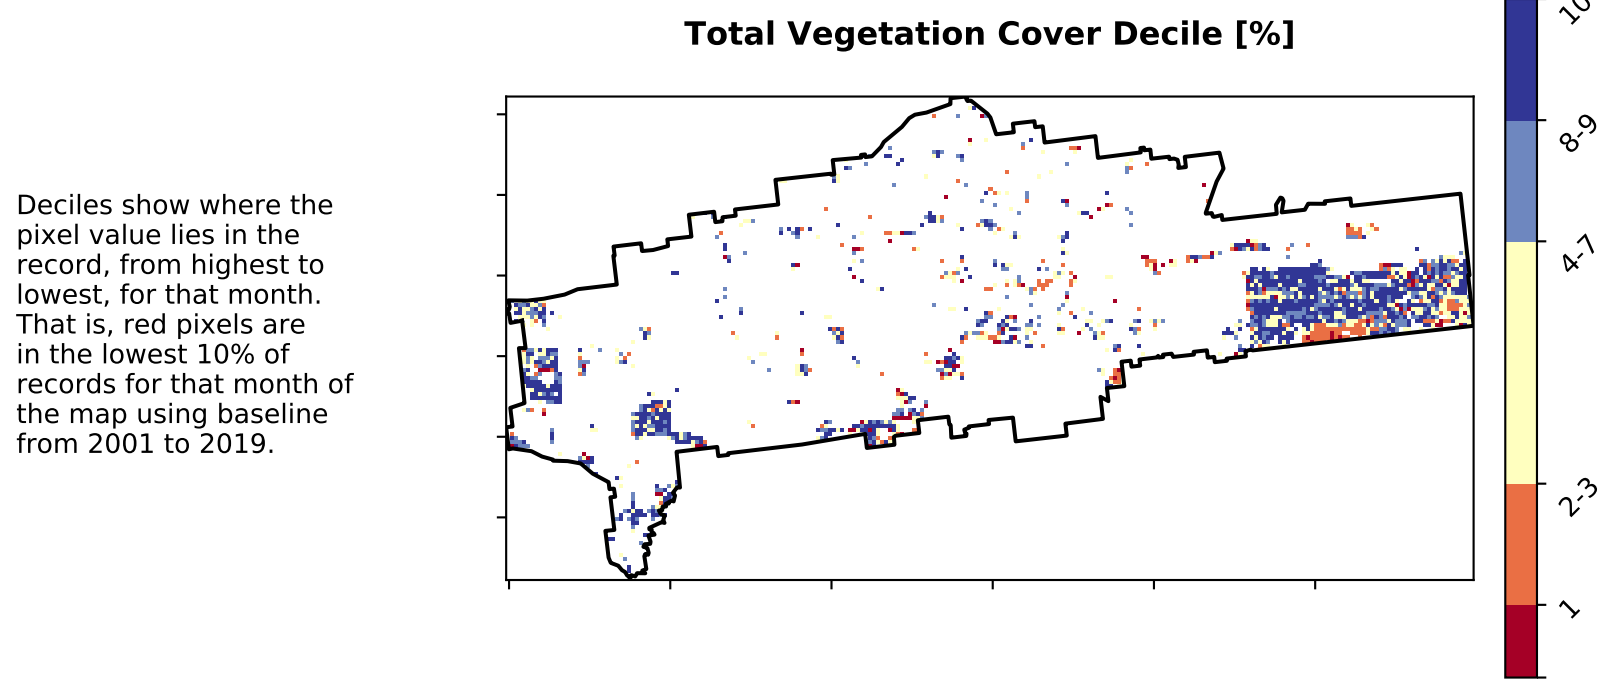 Total Vegetation Cover Decile [%]
Deciles show where the
pixel value lies in the
record, from highest to
lowest, for that month.
That is, red pixels are
in the lowest 10% of
records for that month of
the map using baseline
from 2001 to 2019.
10
8-9
4-7
2-3
1